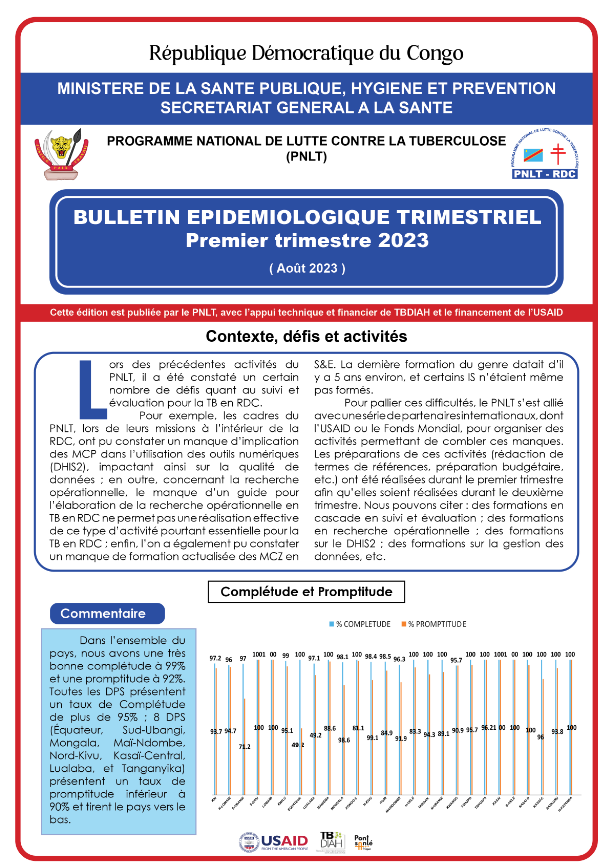 République Démocratique du Congo
MINISTERE DE LA SANTE PUBLIQUE, HYGIENE ET PREVENTION
SECRETARIAT GENERAL A LA SANTE
PROGRAMME NATIONAL DE LUTTE CONTRE LA TUBERCULOSE
(PNLT)
PROGRAMME NATIONAL DE LUTTE CONTRE LA TUBERCULOSE
PNLT - RDC
BULLETIN EPIDEMIOLOGIQUE TRIMESTRIEL
Premier trimestre 2023
( Août 2023 )
Cette édition est publiée par le PNLT, avec l'appui technique et financier de TBDIAH et le financement de l'USAID
Contexte, défis et activités
Lors des précédentes activités du
PNLT, il a été constaté un certain
nombre de défis quant au suivi et
évaluation pour la TB en RDC.
Pour exemple, les cadres du
PNLT, lors de leurs missions à l'intérieur de la
RDC, ont pu constater un manque d'implication
des MCP dans l'utilisation des outils numériques
(DHIS2), impactant ainsi sur la qualité de
données ; en outre, concernant la recherche
opérationnelle, le manque d'un guide pour
l'élaboration de la recherche opérationnelle en
TB en RDC ne permet pas une réalisation effective
de ce type d'activité pourtant essentielle pour la
TB en RDC ; enfin, l'on a également pu constater
un manque de formation actualisée des MCZ en
S&E. La dernière formation du genre datait d'il
y a 5 ans environ, et certains IS n'étaient même
pas formés.
Pour pallier ces difficultés, le PNLT s'est allié
avec une série de partenaires internationaux, dont
l'USAID ou le Fonds Mondial, pour organiser des
activités permettant de combler ces manques.
Les préparations de ces activités (rédaction de
termes de références, préparation budgétaire,
etc.) ont été réalisées durant le premier trimestre
afin qu'elles soient réalisées durant le deuxième
trimestre. Nous pouvons citer : des formations en
cascade en suivi et évaluation ; des formations
en recherche opérationnelle ; des formations
sur le DHIS2 ; des formations sur la gestion des
données, etc.
Complétude et Promptitude
Commentaire
Dans l'ensemble du
pays, nous avons une très
bonne complétude à 99%
et une promptitude à 92%.
Toutes les DPS présentent
un taux de Complétude
de plus de 95% ; 8 DPS
(Équateur, Sud-Ubangi,
Mongala, Maï-Ndombe,
Nord-Kivu, Kasaï-Central,
Lualaba, et Tanganyika)
présentent un taux de
promptitude inférieur à
90% et tirent le pays vers le
bas.
% COMPLETUDE % PROMPTITUDE
97.2 96 97 1001 00 99 100 97.1 100 98.1 100 98.4 98.5 96.3 100 100 100 95.7 100 100 1001 00 100 100 100 100
93.7 94.7 71.2 100 100 95.1 49.2 49.2 88.6 98.6 81.1 99.1 84.9 91.9 83.3 94.3 89.1 90.9 95.7 96.21 00 100 100 96 93.8 100
USAID
FROM THE AMERICAN PEOPLE
TB
DIAH
Pont
santé